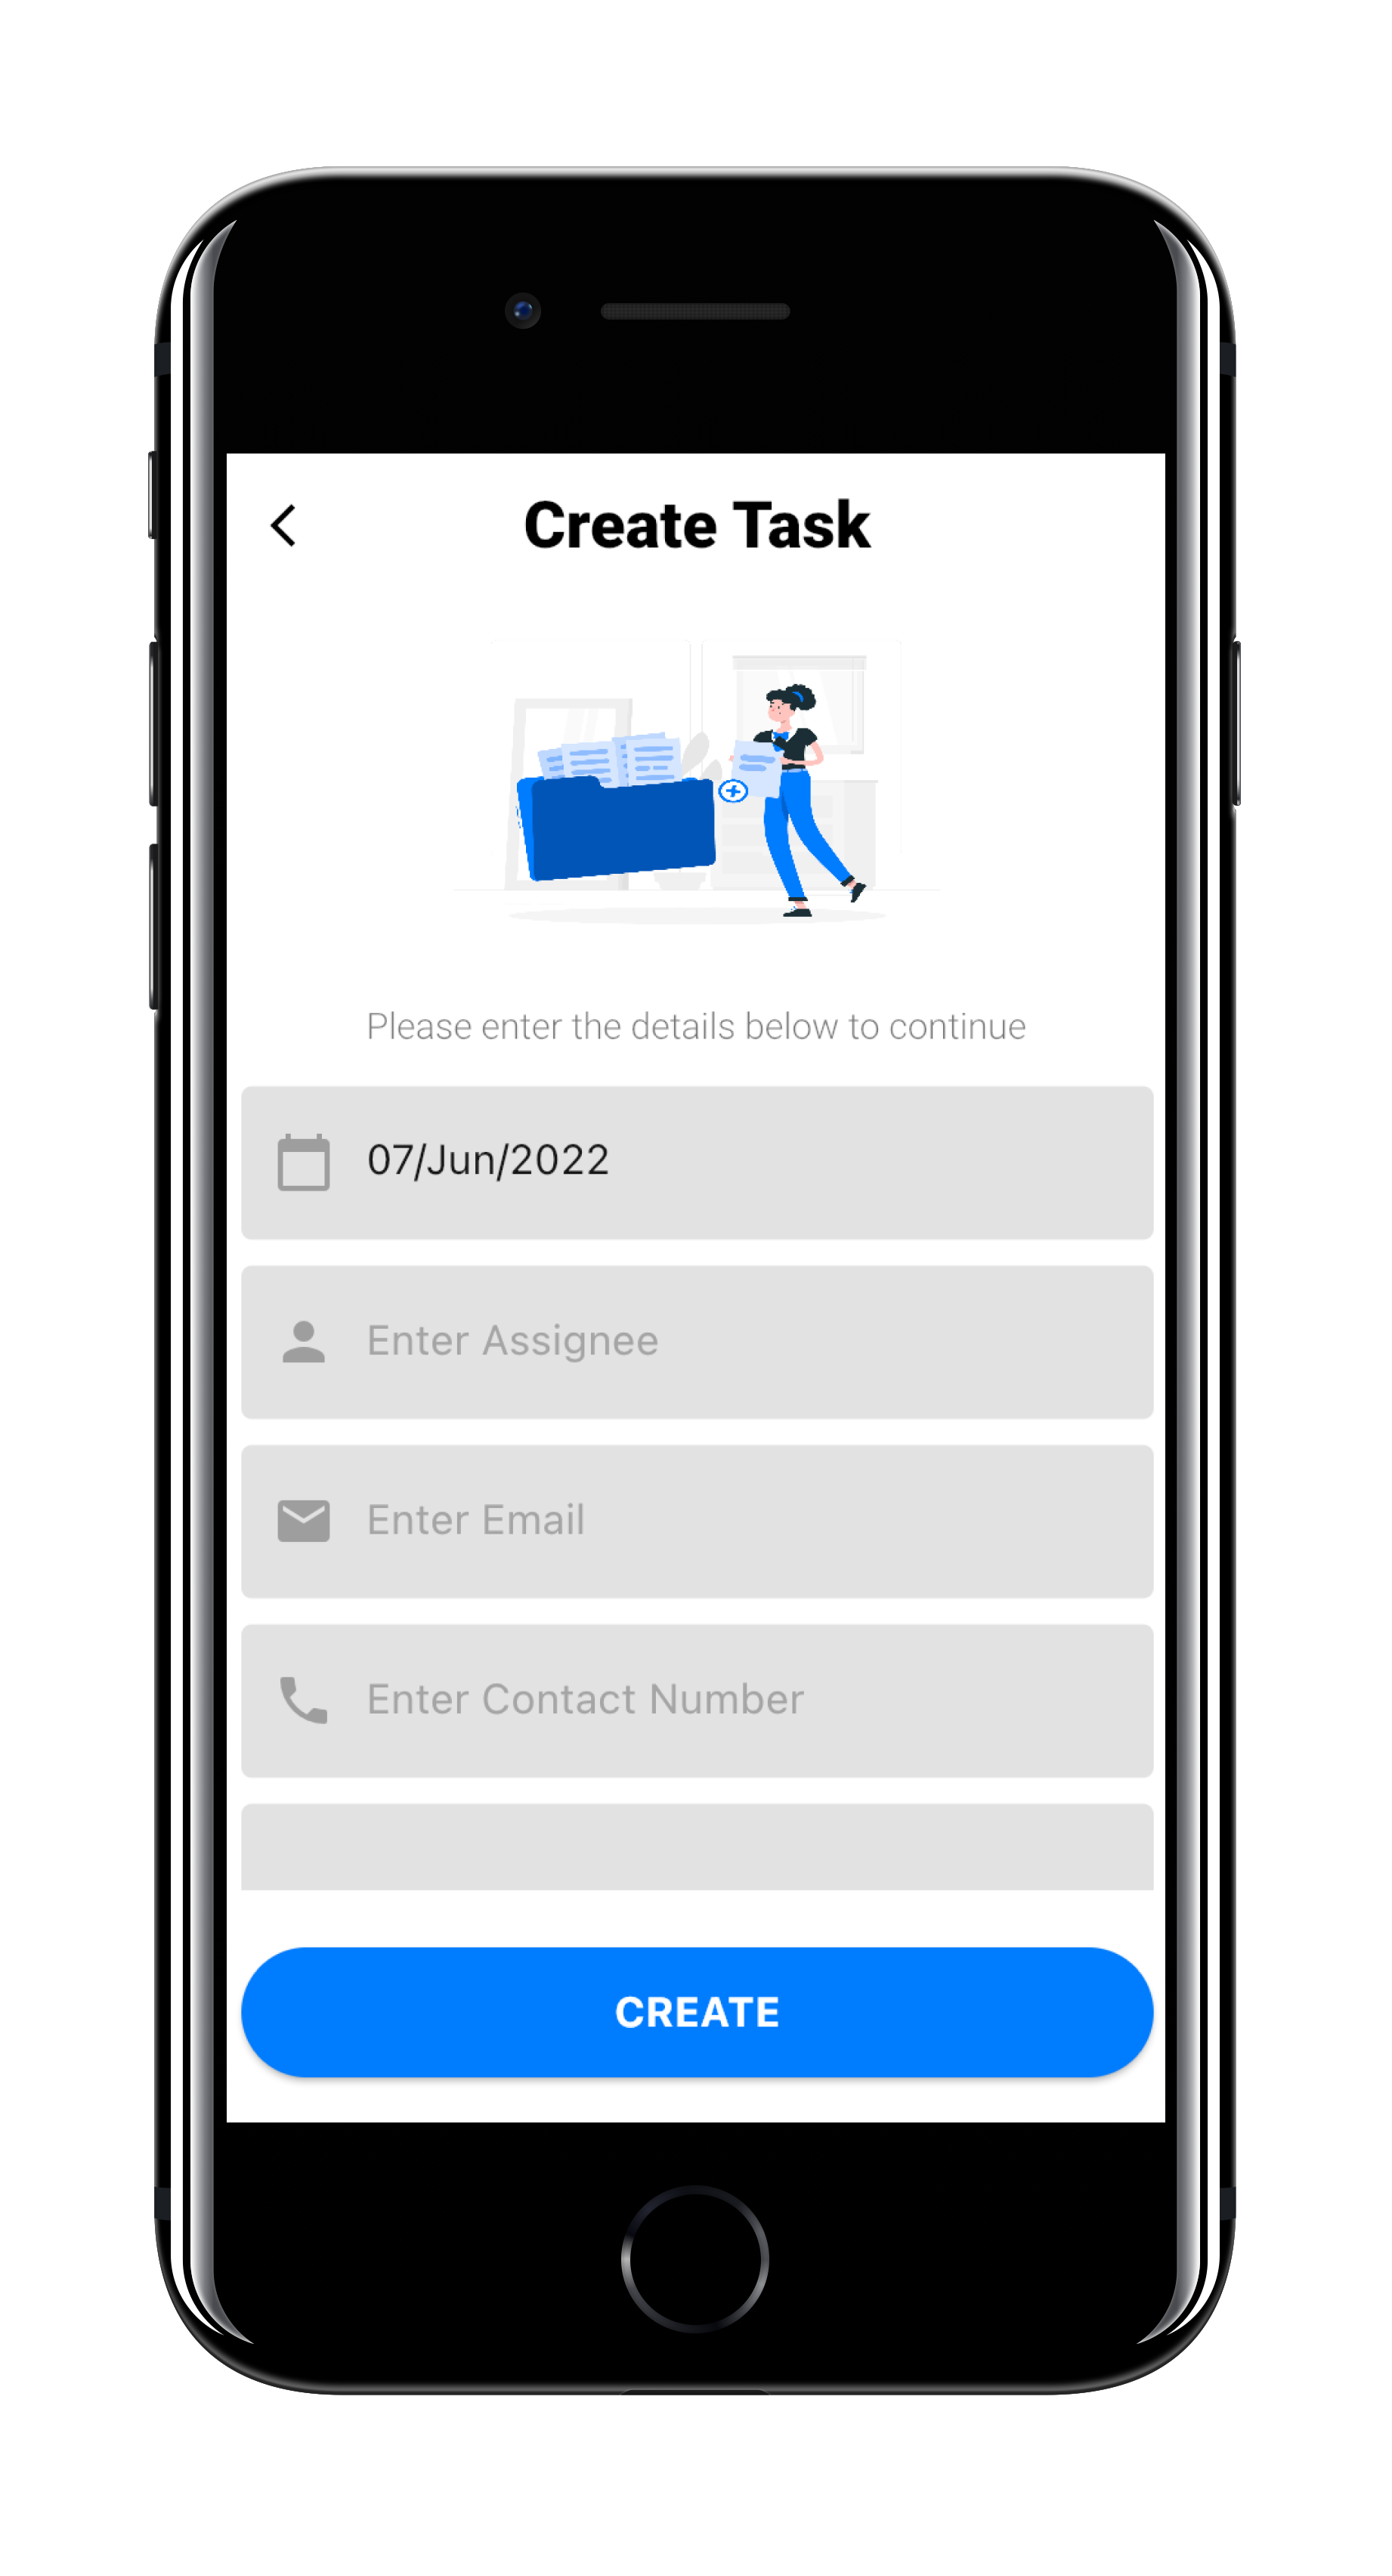 Create Task
Please enter the details below to continue
07/Jun/2022
Enter Assignee
Enter Email
Enter Contact Number
CREATE